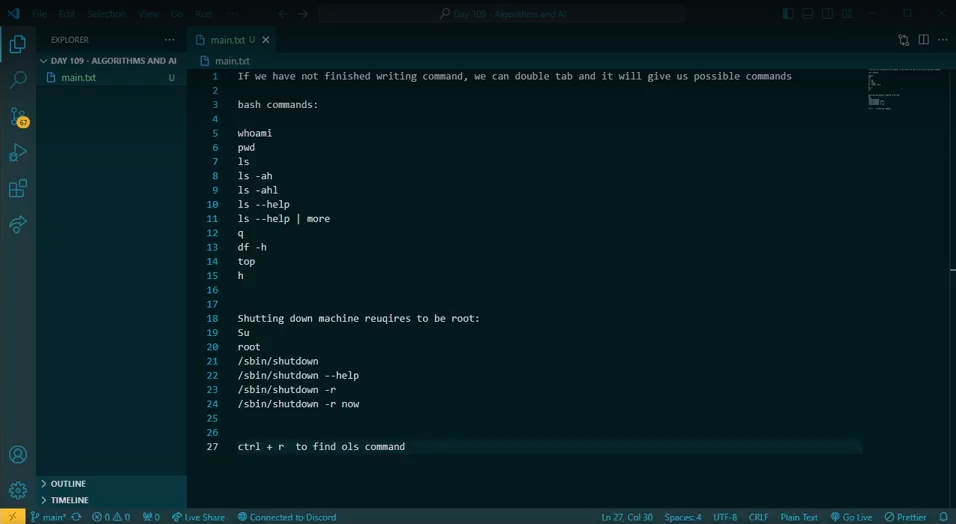 File Edit Selection View Go Run ··· Day 109 - Algorithms and AI
EXPLORER ···
DAY 109 - ALGORITHMS AND AI
main.txt U
main.txt U
main.txt
1 If we have not finished writing command, we can double tab and it will give us possible commands
2
3 bash commands:
4
5 whoami
6 pwd
7 ls
8 ls -ah
9 ls -ahl
10 ls --help
11 ls --help | more
12 q
13 df -h
14 top
15 h
16
17
18 Shutting down machine reuqires to be root:
19 Su
20 root
21 /sbin/shutdown
22 /sbin/shutdown --help
23 /sbin/shutdown -r
24 /sbin/shutdown -r now
25
26
27 ctrl + r  to find ols command
67
OUTLINE
TIMELINE
main* 0 0 0 Live Share Connected to Discord Ln 27, Col 30 Spaces: 4 UTF-8 CRLF Plain Text Go Live Prettier